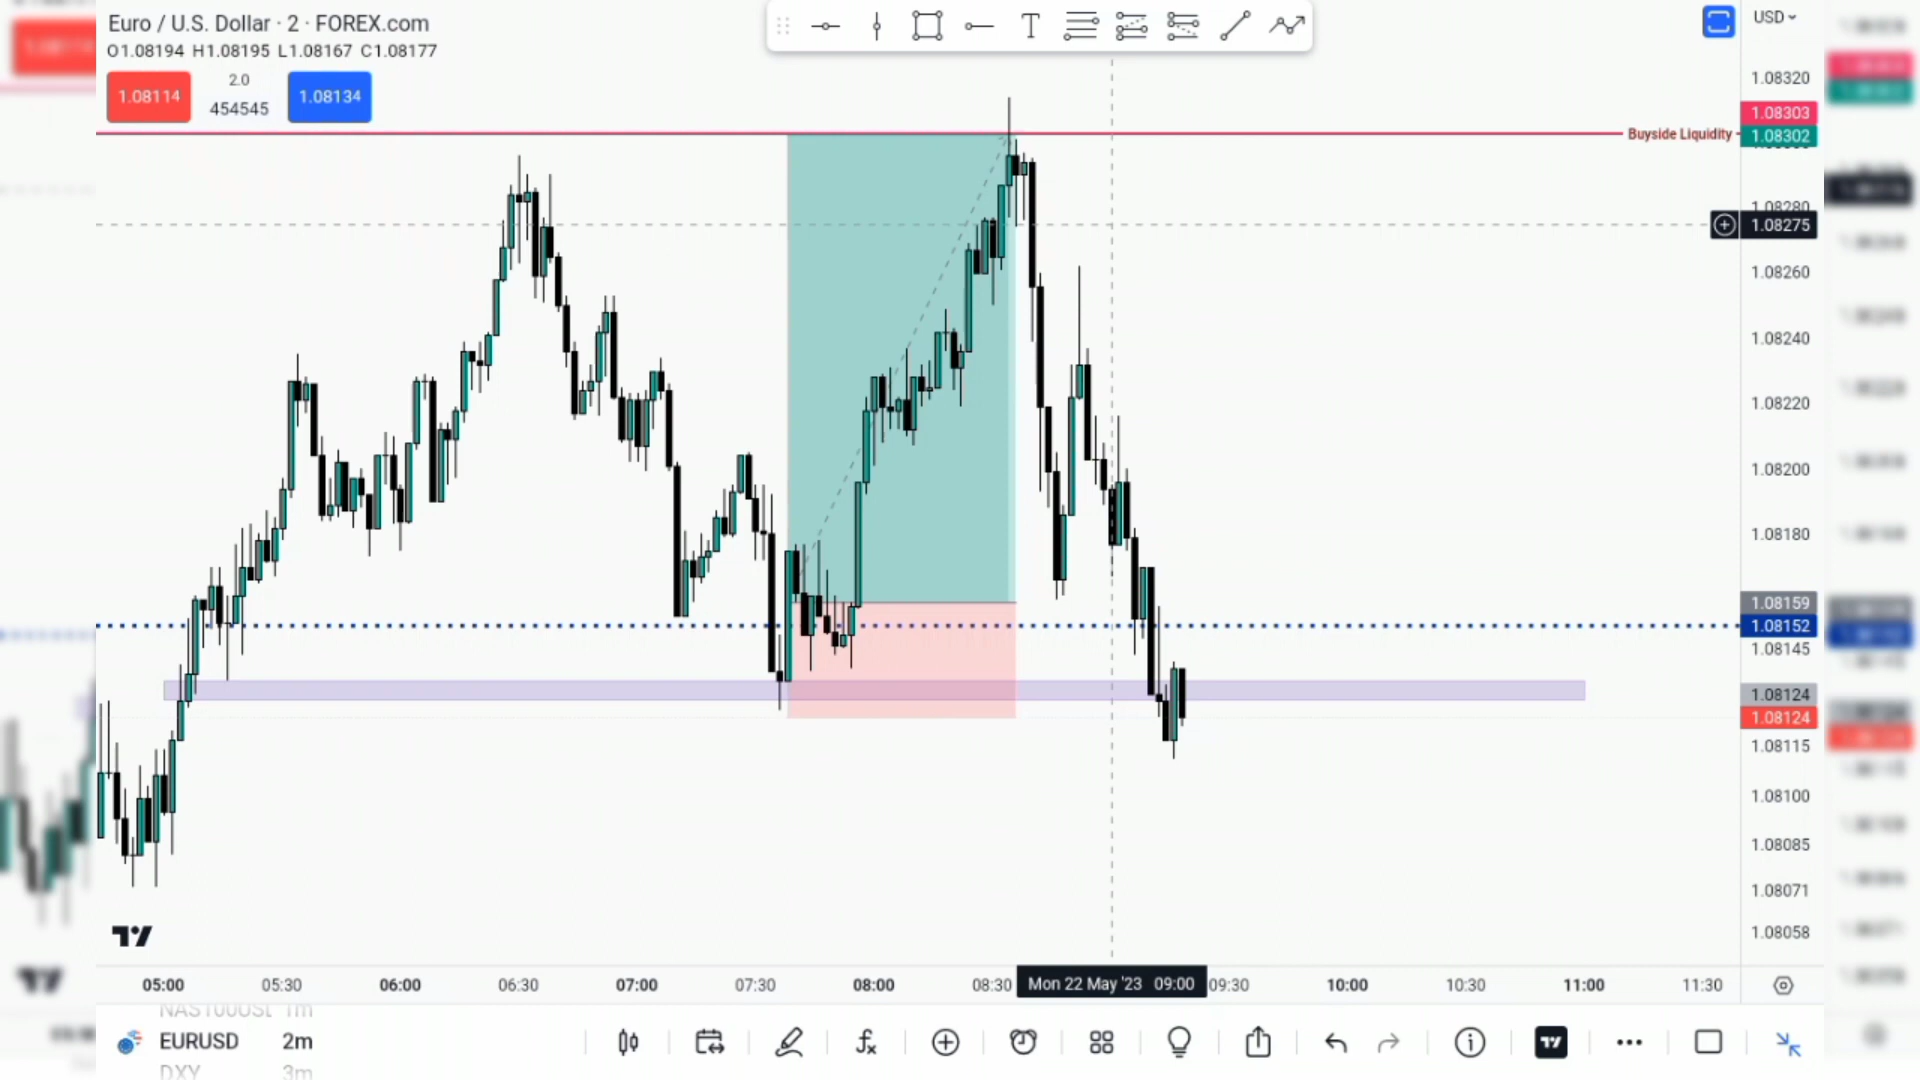 Euro / U.S. Dollar · 2 · FOREX.com
O1.08194 H1.08195 L1.08167 C1.08177
1.08114
2.0
454545
1.08134
T
USD
1.08320
1.08303
Buyside Liquidity
1.08302
1.08280
1.08275
1.08260
1.08240
1.08220
1.08200
1.08180
1.08159
1.08152
1.08145
1.08124
1.08124
1.08115
1.08100
1.08085
1.08071
1.08058
05:00 05:30 06:00 06:30 07:00 07:30 08:00 08:30 Mon 22 May '23 09:00 09:30 10:00 10:30 11:00 11:30
1m
EURUSD 2m
DXY 3m